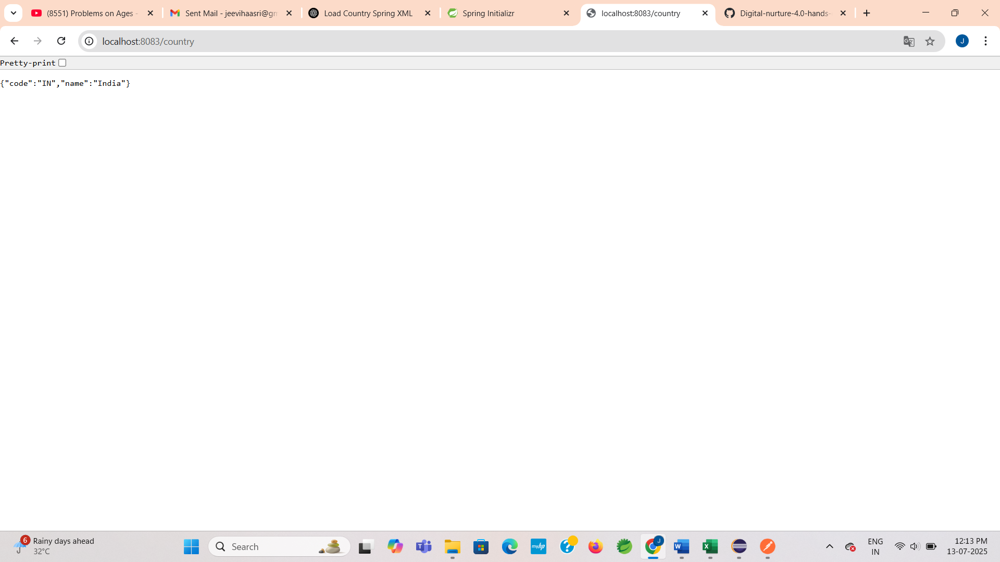 (8551) Problems on Ages -
Sent Mail - jeevihaasri@gm
Load Country Spring XML
Spring Initializr
localhost:8083/country
Digital-nurture-4.0-hands-
localhost:8083/country
J
Pretty-print
{"code":"IN","name":"India"}
6
Rainy days ahead
32°C
Search
myhp
J
ENG
IN
12:13 PM
13-07-2025